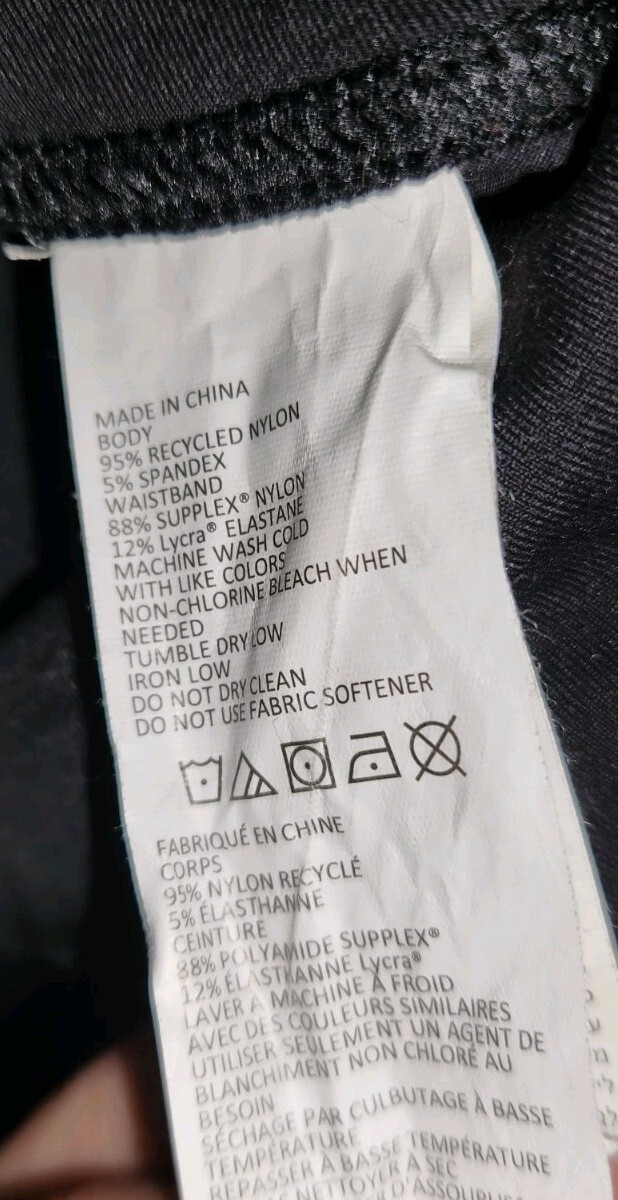 MADE IN CHINA
BODY
95% RECYCLED NYLON
5% SPANDEX
WAISTBAND
88% SUPPLEX® NYLON
12% Lycra® ELASTANE
MACHINE WASH COLD
WITH LIKE COLORS
NON-CHLORINE BLEACH WHEN
NEEDED
TUMBLE DRY LOW
IRON LOW
DO NOT DRY CLEAN
DO NOT USE FABRIC SOFTENER
FABRIQUÉ EN CHINE
CORPS
95% NYLON RECYCLÉ
5% ÉLASTHANNE
CEINTURE
88% POLYAMIDE SUPPLEX®
12% ÉLASTHANNE Lycra®
LAVER À MACHINE À FROID
AVEC DES COULEURS SIMILAIRES
UTILISER SEULEMENT UN AGENT DE
BLANCHIMENT NON CHLORÉ AU
BESOIN
SÉCHAGE PAR CULBUTAGE À BASSE
TEMPÉRATURE
REPASSER À BASSE TEMPÉRATURE
NETTOYER À SEC
D'ASSOUPLI